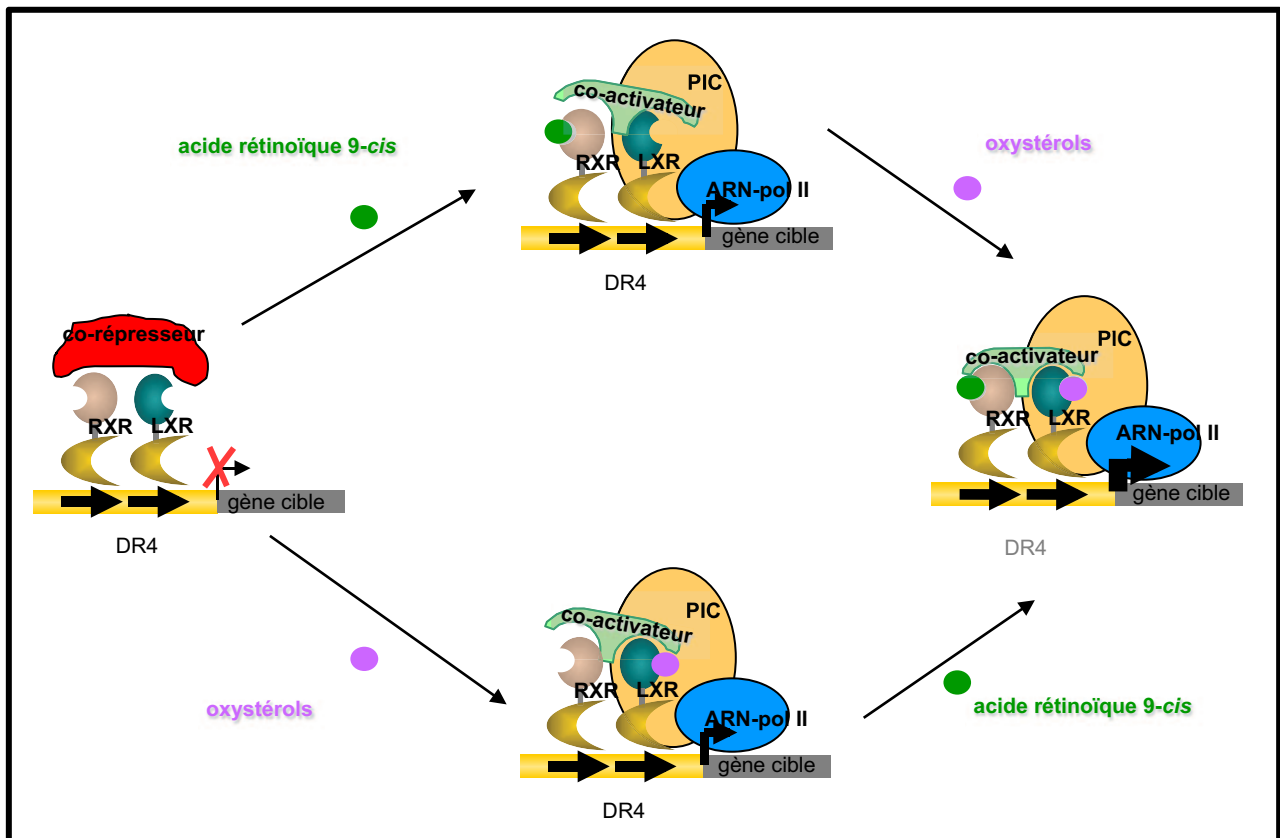 PIC
co-activateur
acide rétinoïque 9-cis
oxystérols
RXR LXR
ARN-pol II
gène cible
DR4
co-répresseur
RXR LXR
gène cible
DR4
PIC
co-activateur
RXR LXR
ARN-pol II
gène cible
DR4
PIC
co-activateur
oxystérols
RXR LXR
ARN-pol II
acide rétinoïque 9-cis
gène cible
DR4